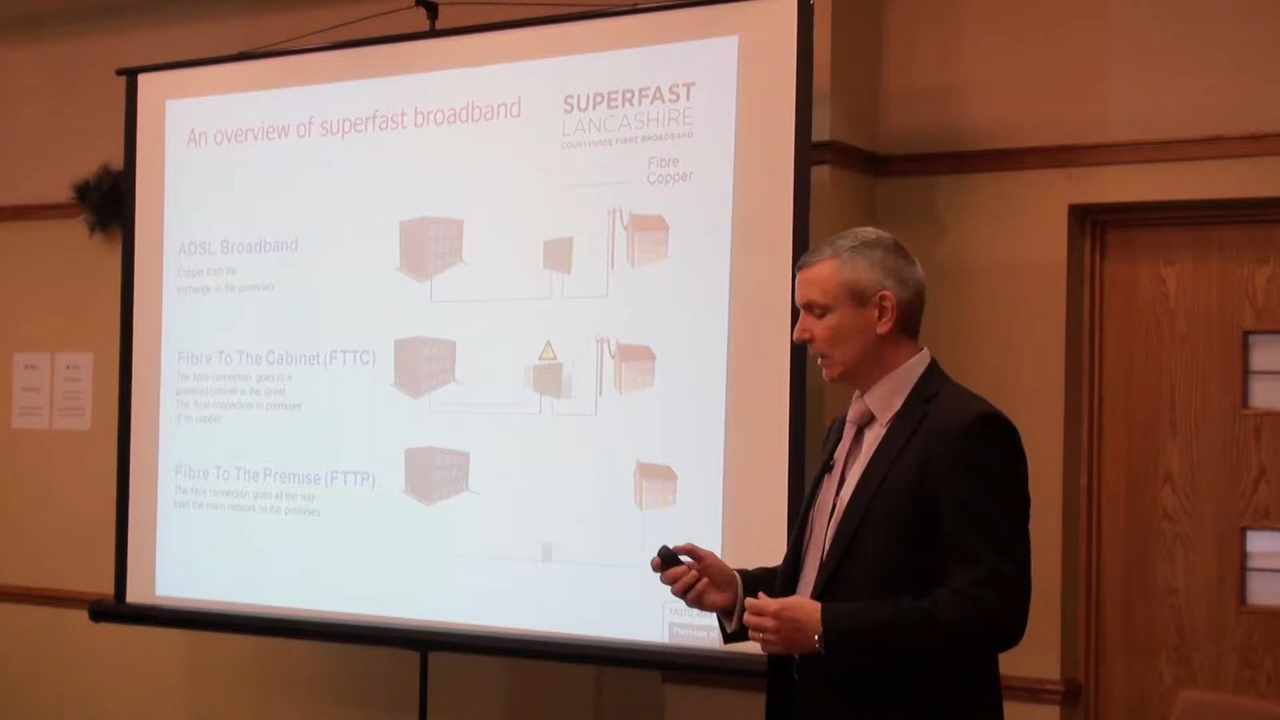 An overview of superfast broadband
SUPERFAST
LANCASHIRE
COUNTYWIDE FIBRE BROADBAND
Fibre
Copper
ADSL Broadband
Copper from the
exchange to the premises
Fibre To The Cabinet (FTTC)
The fibre connection goes to a
powered cabinet in the street.
The final connection to premises
is on copper
Fibre To The Premise (FTTP)
The fibre connection goes all the way
from the main network to the premises